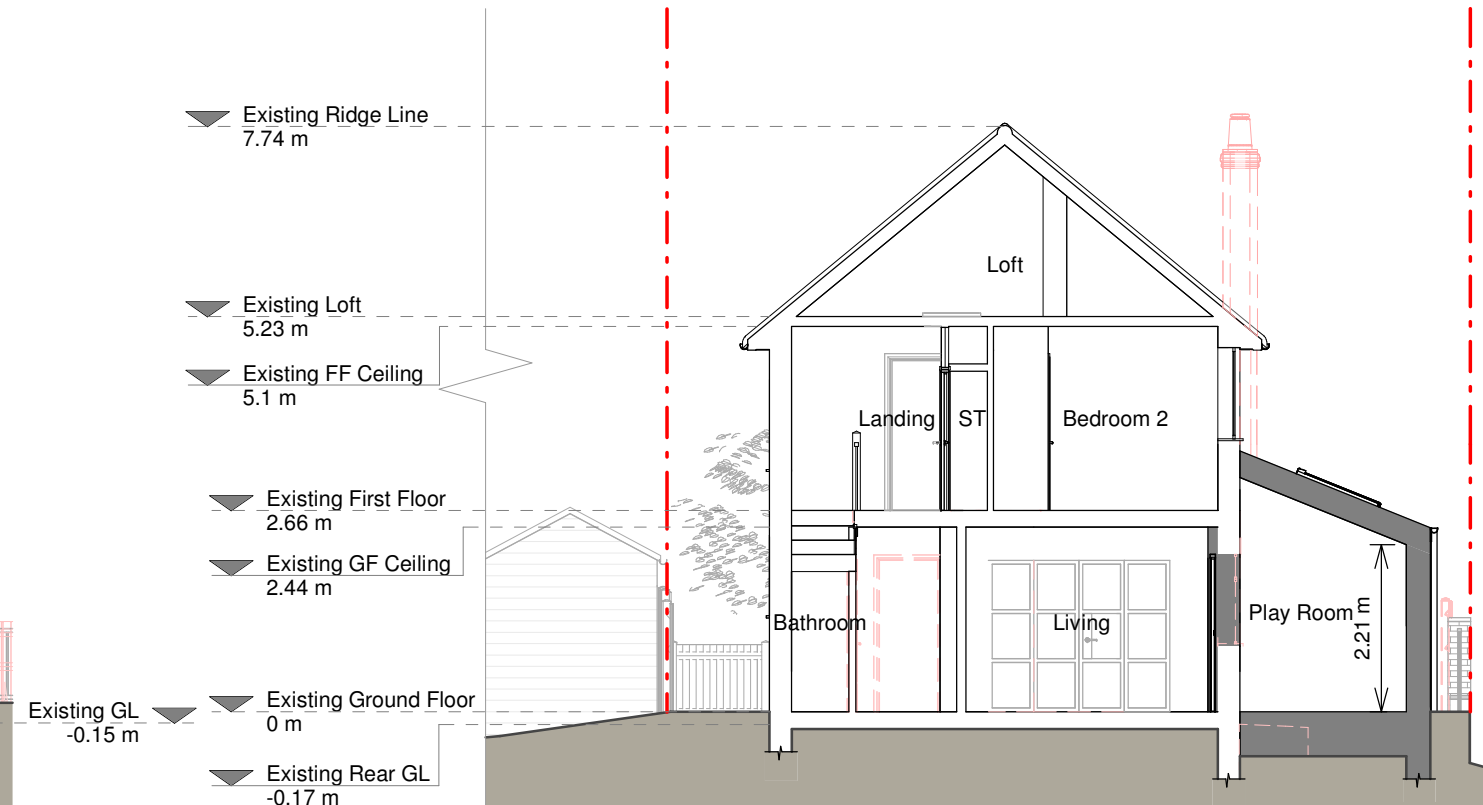 Existing Ridge Line
7.74 m
Loft
Existing Loft
5.23 m
Existing FF Ceiling
5.1 m
Landing
ST
Bedroom 2
Existing First Floor
2.66 m
Existing GF Ceiling
2.44 m
Bathroom
Living
Play Room
2.21 m
Existing Ground Floor
0 m
Existing GL
-0.15 m
Existing Rear GL
-0.17 m